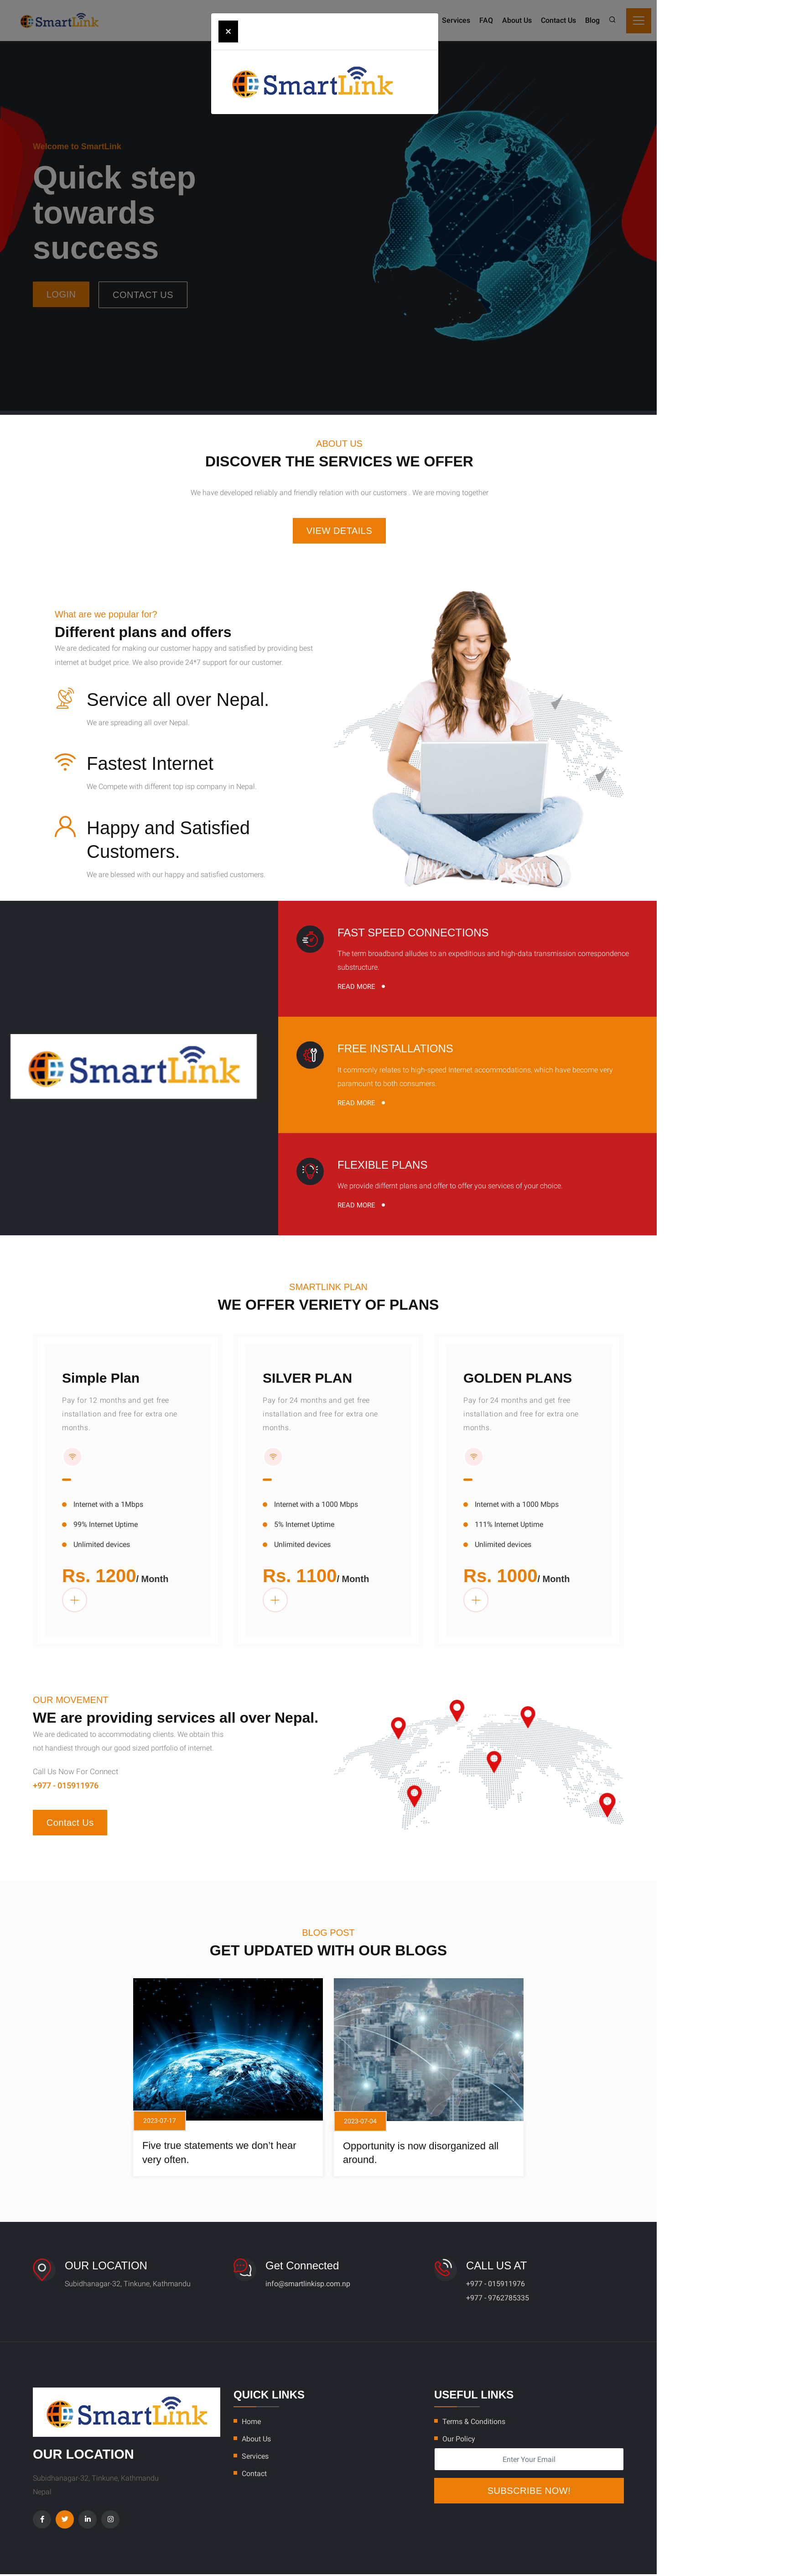 SmartLink
Services FAQ About Us Contact Us Blog
×
SmartLink
Welcome to SmartLink
Quick step
towards
success
LOGIN
CONTACT US
ABOUT US
DISCOVER THE SERVICES WE OFFER
We have developed reliably and friendly relation with our customers . We are moving together
VIEW DETAILS
What are we popular for?
Different plans and offers
We are dedicated for making our customer happy and satisfied by providing best
internet at budget price. We also provide 24*7 support for our customer.
Service all over Nepal.
We are spreading all over Nepal.
Fastest Internet
We Compete with different top isp company in Nepal.
Happy and Satisfied
Customers.
We are blessed with our happy and satisfied customers.
SmartLink
FAST SPEED CONNECTIONS
The term broadband alludes to an expeditious and high-data transmission correspondence
substructure.
READ MORE
FREE INSTALLATIONS
It commonly relates to high-speed Internet accommodations, which have become very
paramount to both consumers.
READ MORE
FLEXIBLE PLANS
We provide differnt plans and offer to offer you services of your choice.
READ MORE
SMARTLINK PLAN
WE OFFER VERIETY OF PLANS
Simple Plan
Pay for 12 months and get free
installation and free for extra one
months.
Internet with a 1Mbps
99% Internet Uptime
Unlimited devices
Rs. 1200/ Month
SILVER PLAN
Pay for 24 months and get free
installation and free for extra one
months.
Internet with a 1000 Mbps
5% Internet Uptime
Unlimited devices
Rs. 1100/ Month
GOLDEN PLANS
Pay for 24 months and get free
installation and free for extra one
months.
Internet with a 1000 Mbps
111% Internet Uptime
Unlimited devices
Rs. 1000/ Month
OUR MOVEMENT
WE are providing services all over Nepal.
We are dedicated to accommodating clients. We obtain this
not handiest through our good sized portfolio of internet.
Call Us Now For Connect
+977 - 015911976
Contact Us
BLOG POST
GET UPDATED WITH OUR BLOGS
2023-07-17
Five true statements we don’t hear
very often.
2023-07-04
Opportunity is now disorganized all
around.
OUR LOCATION
Subidhanagar-32, Tinkune, Kathmandu
Get Connected
info@smartlinkisp.com.np
CALL US AT
+977 - 015911976
+977 - 9762785335
SmartLink
OUR LOCATION
Subidhanagar-32, Tinkune, Kathmandu
Nepal
QUICK LINKS
Home
About Us
Services
Contact
USEFUL LINKS
Terms & Conditions
Our Policy
Enter Your Email
SUBSCRIBE NOW!